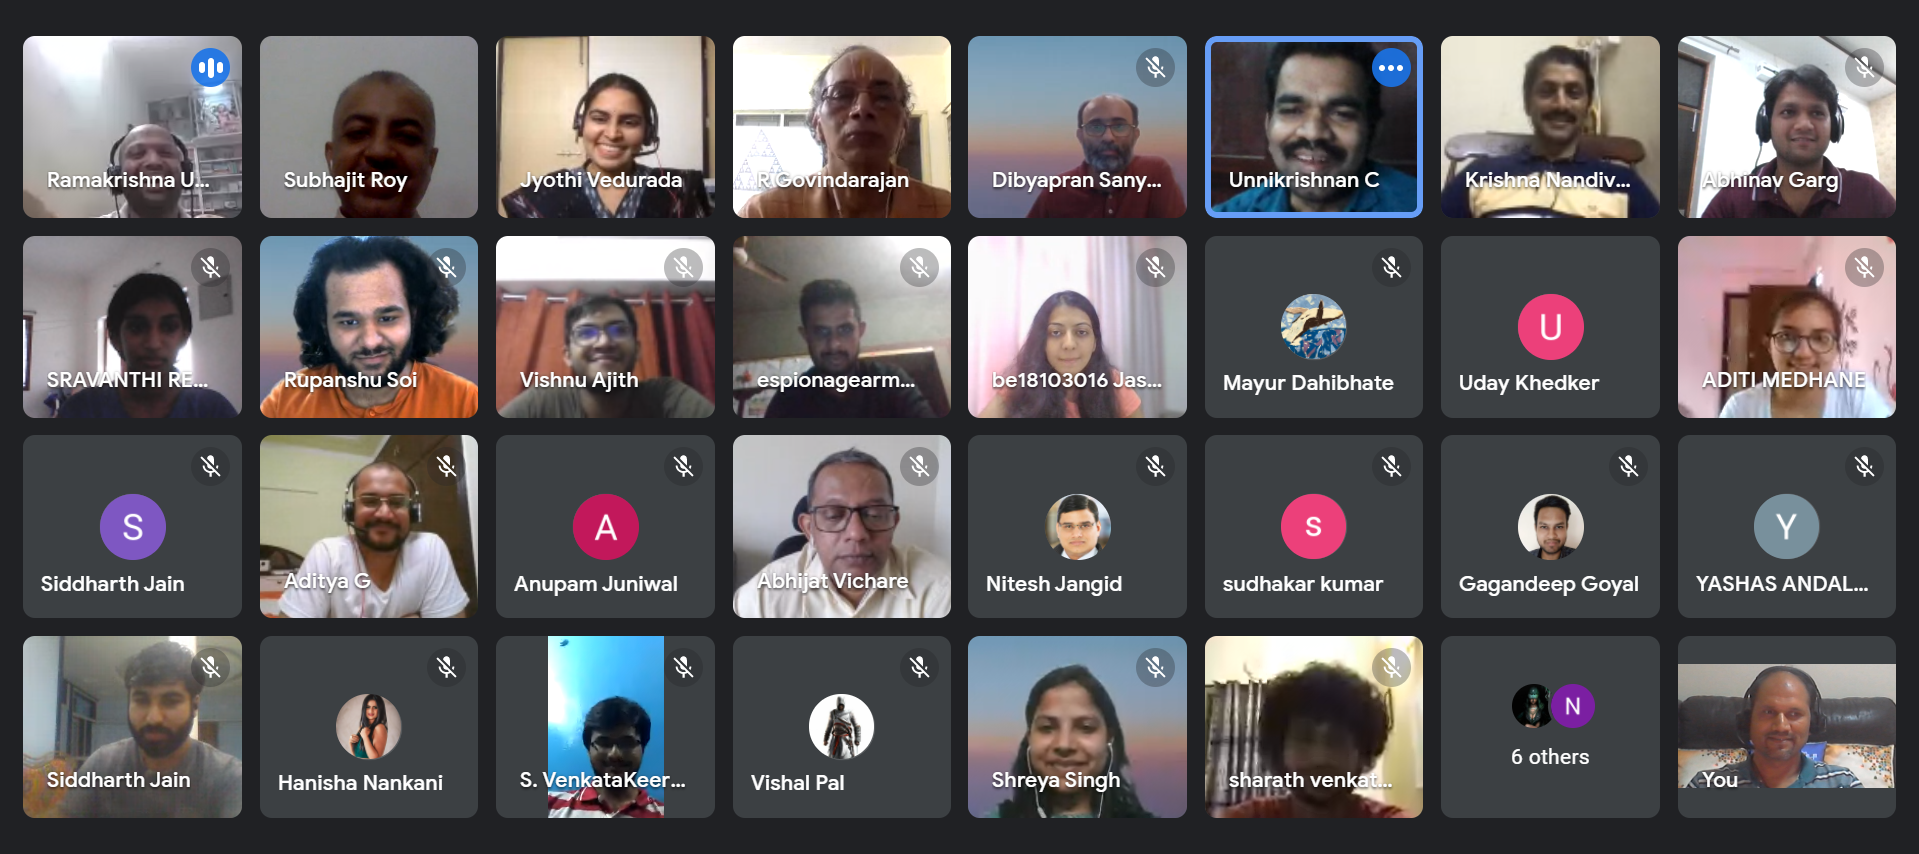 Ramakrishna U...
Subhajit Roy
Jyothi Vedurada
R Govindarajan
Dibyapran Sany...
Unnikrishnan C
Krishna Nandiv...
Abhinav Garg
SRAVANTHI RE...
Rupanshu Soi
Vishnu Ajith
espionagearm...
be18103016 Jas...
Mayur Dahibhate
U
Uday Khedker
ADITI MEDHANE
S
Siddharth Jain
Aditya G
A
Anupam Juniwal
Abhijat Vichare
Nitesh Jangid
s
sudhakar kumar
Gagandeep Goyal
Y
YASHAS ANDAL...
Siddharth Jain
Hanisha Nankani
S. VenkataKeer...
Vishal Pal
Shreya Singh
sharath venkat...
N
6 others
You